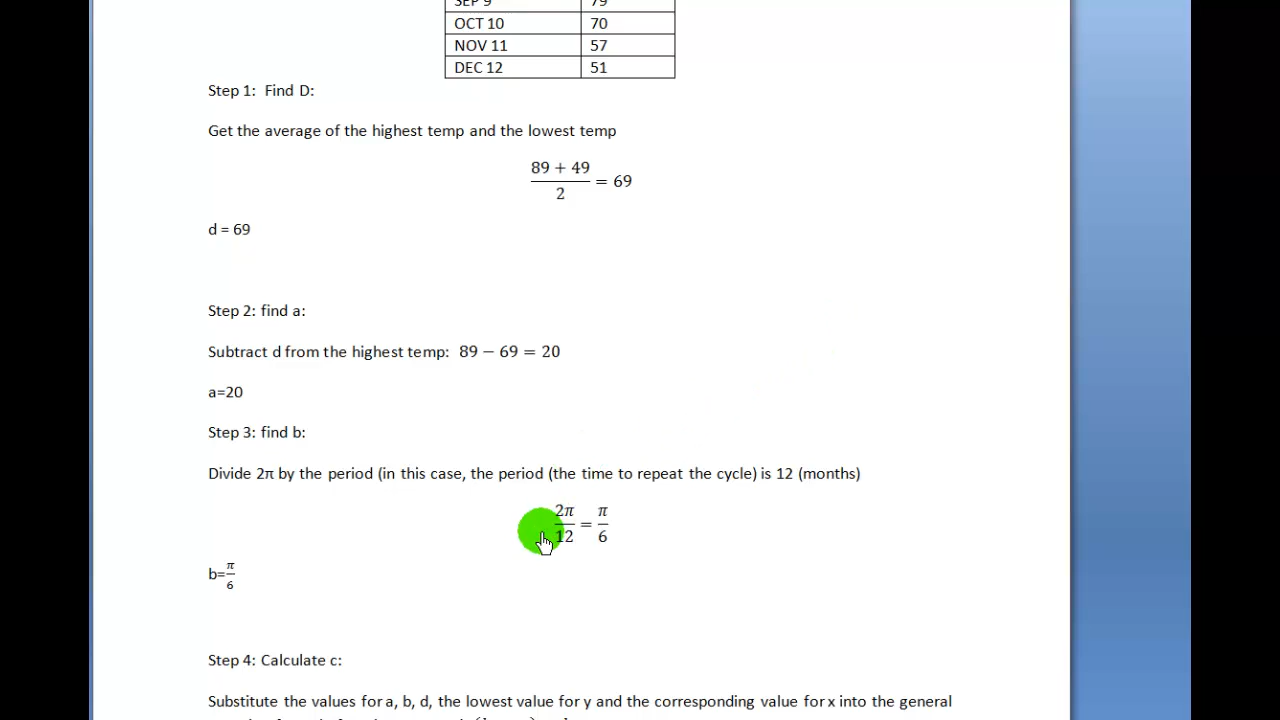 SEP 9 79
OCT 10 70
NOV 11 57
DEC 12 51
Step 1: Find D:
Get the average of the highest temp and the lowest temp
89 + 49
2
= 69
d = 69
Step 2: find a:
Subtract d from the highest temp: 89 − 69 = 20
a=20
Step 3: find b:
Divide 2π by the period (in this case, the period (the time to repeat the cycle) is 12 (months)
2π/12 = π/6
b=π/6
Step 4: Calculate c:
Substitute the values for a, b, d, the lowest value for y and the corresponding value for x into the general